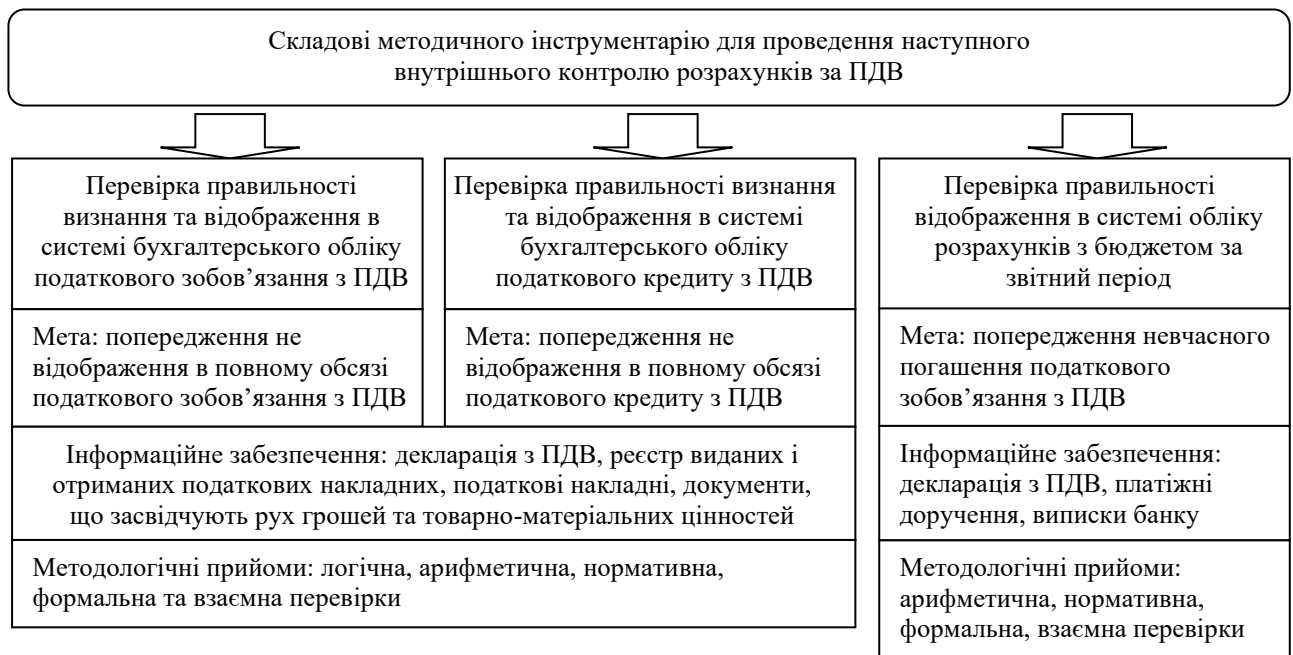 Складові методичного інструментарію для проведення наступного
внутрішнього контролю розрахунків за ПДВ
Перевірка правильності
визнання та відображення в
системі бухгалтерського обліку
податкового зобов’язання з ПДВ
Мета: попередження не
відображення в повному обсязі
податкового зобов’язання з ПДВ
Перевірка правильності визнання
та відображення в системі
бухгалтерського обліку
податкового кредиту з ПДВ
Мета: попередження не
відображення в повному обсязі
податкового кредиту з ПДВ
Інформаційне забезпечення: декларація з ПДВ, реєстр виданих і
отриманих податкових накладних, податкові накладні, документи,
що засвідчують рух грошей та товарно-матеріальних цінностей
Методологічні прийоми: логічна, арифметична, нормативна,
формальна та взаємна перевірки
Перевірка правильності
відображення в системі обліку
розрахунків з бюджетом за
звітний період
Мета: попередження невчасного
погашення податкового
зобов’язання з ПДВ
Інформаційне забезпечення:
декларація з ПДВ, платіжні
доручення, виписки банку
Методологічні прийоми:
арифметична, нормативна,
формальна, взаємна перевірки